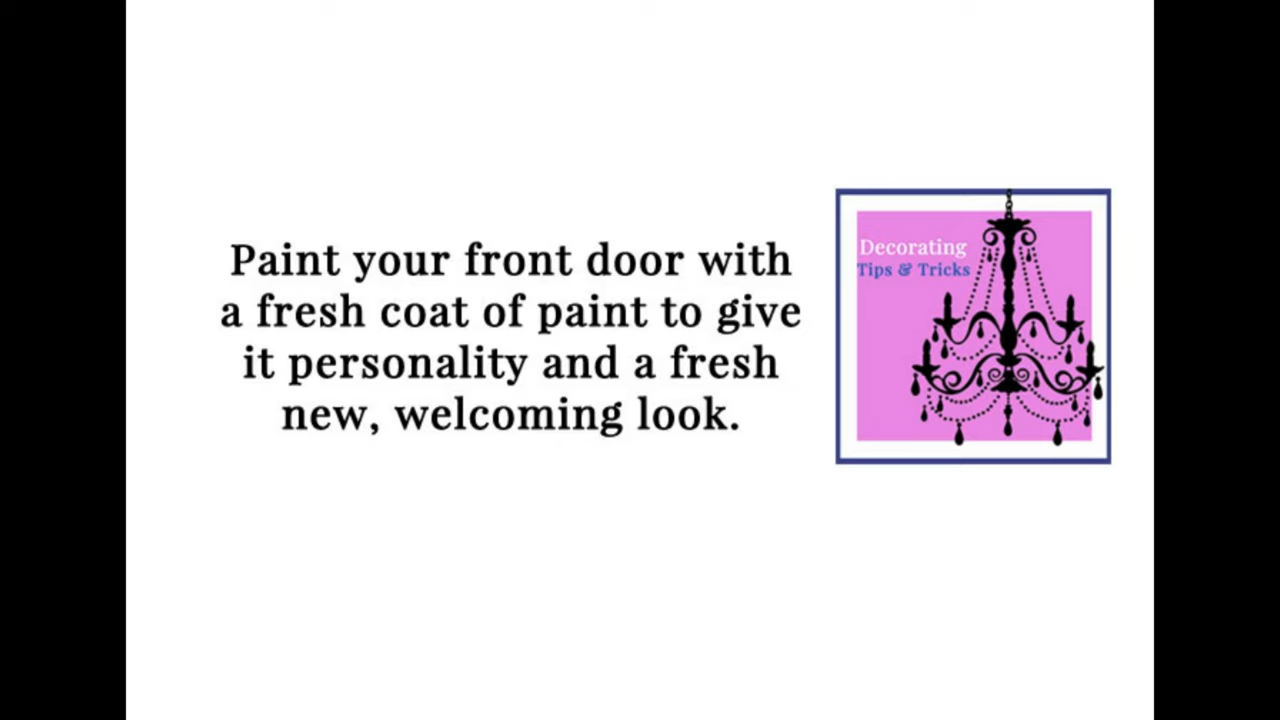 Paint your front door with
a fresh coat of paint to give
it personality and a fresh
new, welcoming look.
Decorating
Tips & Tricks